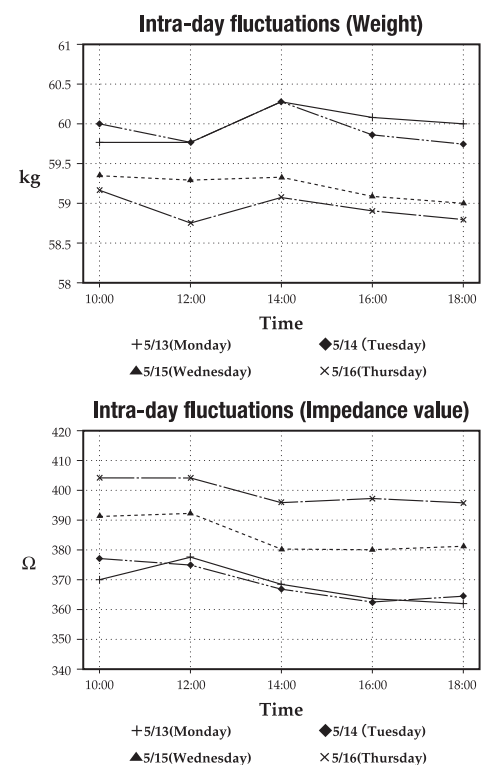 Intra-day fluctuations (Weight)
61
60.5
60
59.5
kg
59
58.5
58
10:00 12:00 14:00 16:00 18:00
Time
+5/13(Monday) ◆5/14 (Tuesday)
▲5/15(Wednesday) ×5/16(Thursday)
Intra-day fluctuations (Impedance value)
420
410
400
390
380
Ω
370
360
350
340
10:00 12:00 14:00 16:00 18:00
Time
+5/13(Monday) ◆5/14 (Tuesday)
▲5/15(Wednesday) ×5/16(Thursday)